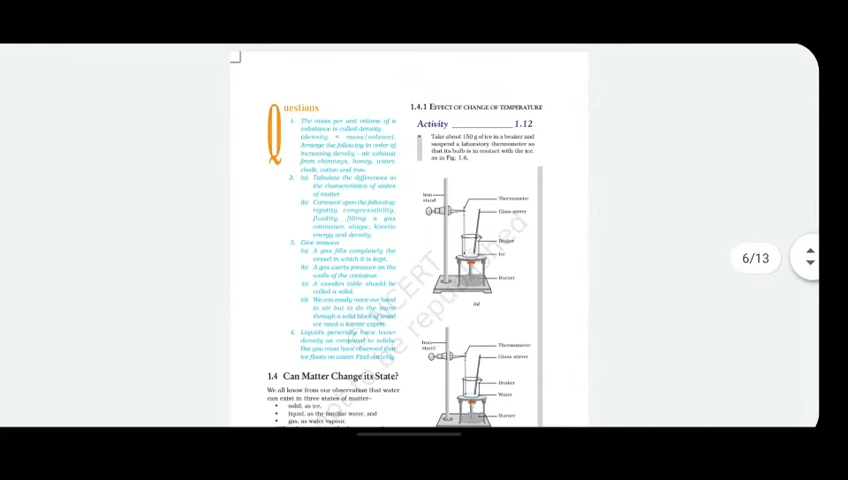 Questions
1. The mass per unit volume of a
substance is called density.
(density = mass/volume).
Arrange the following in order of
increasing density – air, exhaust
from chimneys, honey, water,
chalk, cotton and iron.
2. (a) Tabulate the differences in
the characteristics of states
of matter.
(b) Comment upon the following:
rigidity, compressibility,
fluidity, filling a gas
container, shape, kinetic
energy and density.
3. Give reasons
(a) A gas fills completely the
vessel in which it is kept.
(b) A gas exerts pressure on the
walls of the container.
(c) A wooden table should be
called a solid.
(d) We can easily move our hand
in air but to do the same
through a solid block of wood
we need a karate expert.
4. Liquids generally have lower
density as compared to solids.
But you must have observed that
ice floats on water. Find out why.
1.4 Can Matter Change its State?
We all know from our observation that water
can exist in three states of matter–
• solid, as ice,
• liquid, as the familiar water, and
• gas, as water vapour.
1.4.1 EFFECT OF CHANGE OF TEMPERATURE
Activity 1.12
• Take about 150 g of ice in a beaker and
suspend a laboratory thermometer so
that its bulb is in contact with the ice,
as in Fig. 1.6.
Iron
stand
Thermometer
Glass stirrer
Beaker
Ice
Burner
(a)
Iron
stand
Thermometer
Glass stirrer
Beaker
Water
Burner
NCERT
be republished
6/13